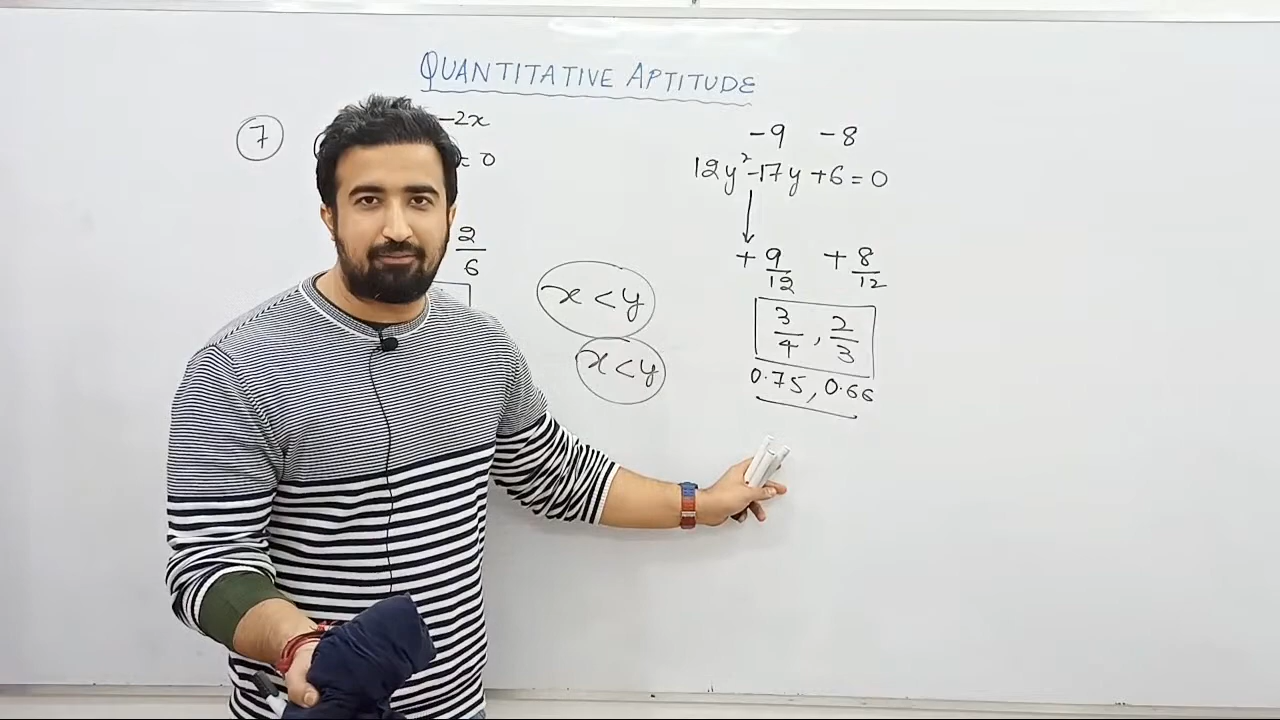 QUANTITATIVE APTITUDE
7
-2x
= 0
2/6
x < y
x < y
-9 -8
12y²-17y+6=0
+ 9/12 + 8/12
3/4 , 2/3
0.75, 0.66